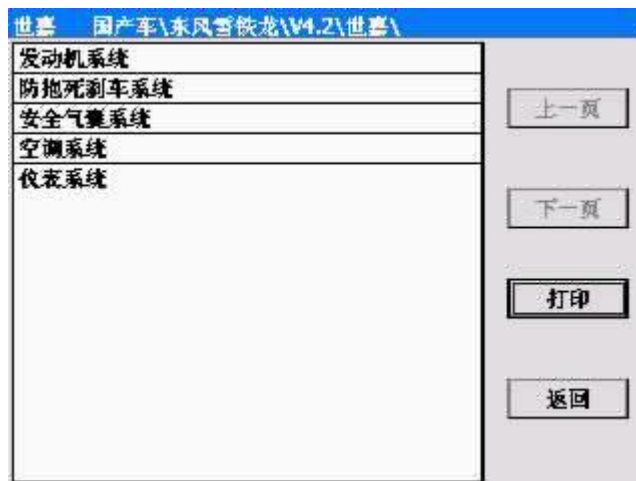 世嘉 国产车\东风雪铁龙\V4.2\世嘉\
发动机系统
防抱死刹车系统
安全气囊系统
空调系统
仪表系统
上一页
下一页
打印
返回